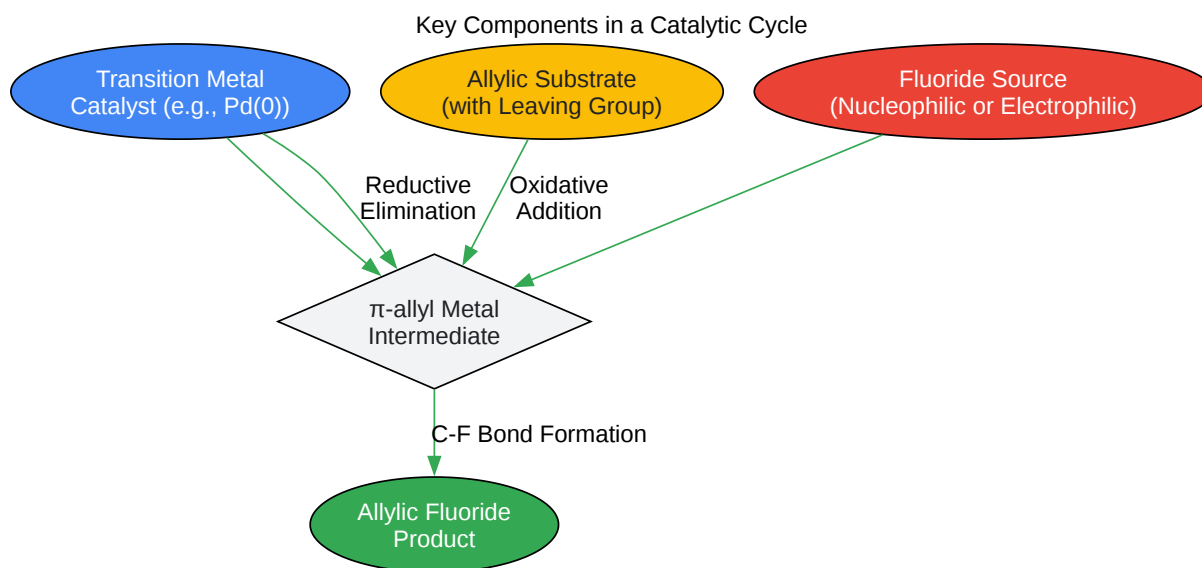 Key Components in a Catalytic Cycle
Transition Metal
Catalyst (e.g., Pd(0))
Allylic Substrate
(with Leaving Group)
Fluoride Source
(Nucleophilic or Electrophilic)
Reductive
Elimination
Oxidative
Addition
π-allyl Metal
Intermediate
C-F Bond Formation
Allylic Fluoride
Product